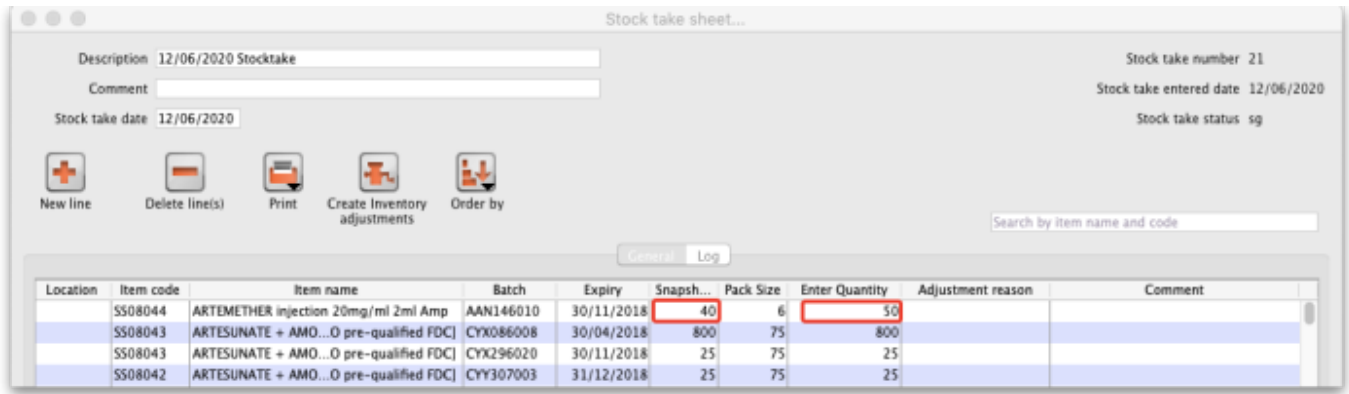 Stock take sheet...
Description 12/06/2020 Stocktake Stock take number 21
Comment Stock take entered date 12/06/2020
Stock take date 12/06/2020 Stock take status sg
New line Delete line(s) Print Create Inventory adjustments Order by
Search by item name and code
General Log
Location Item code Item name Batch Expiry Snapsh... Pack Size Enter Quantity Adjustment reason Comment
SS08044 ARTEMETHER injection 20mg/ml 2ml Amp AAN146010 30/11/2018 40 6 50
SS08043 ARTESUNATE + AMO...O pre-qualified FDC] CYX086008 30/04/2018 800 75 800
SS08043 ARTESUNATE + AMO...O pre-qualified FDC] CYX296020 30/11/2018 25 75 25
SS08042 ARTESUNATE + AMO...O pre-qualified FDC] CYY307003 31/12/2018 25 75 25